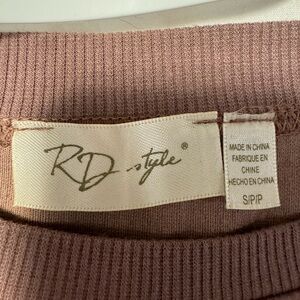 RD style®
MADE IN CHINA
FABRIQUE EN
CHINE
HECHO EN CHINA
S/P/P